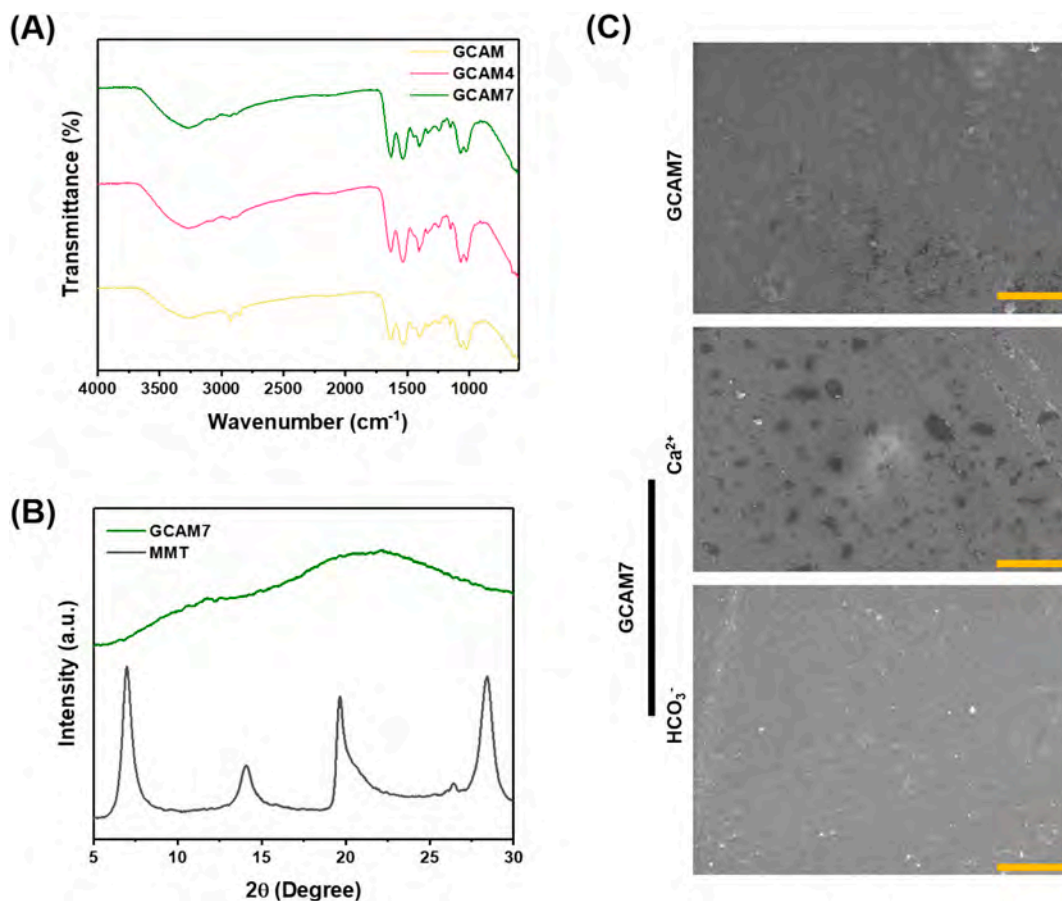 (A)
GCAM
GCAM4
GCAM7
Transmittance (%)
4000 3500 3000 2500 2000 1500 1000
Wavenumber (cm⁻¹)
(B)
GCAM7
MMT
Intensity (a.u.)
5 10 15 20 25 30
2θ (Degree)
(C)
GCAM7
Ca²⁺
GCAM7
HCO₃⁻